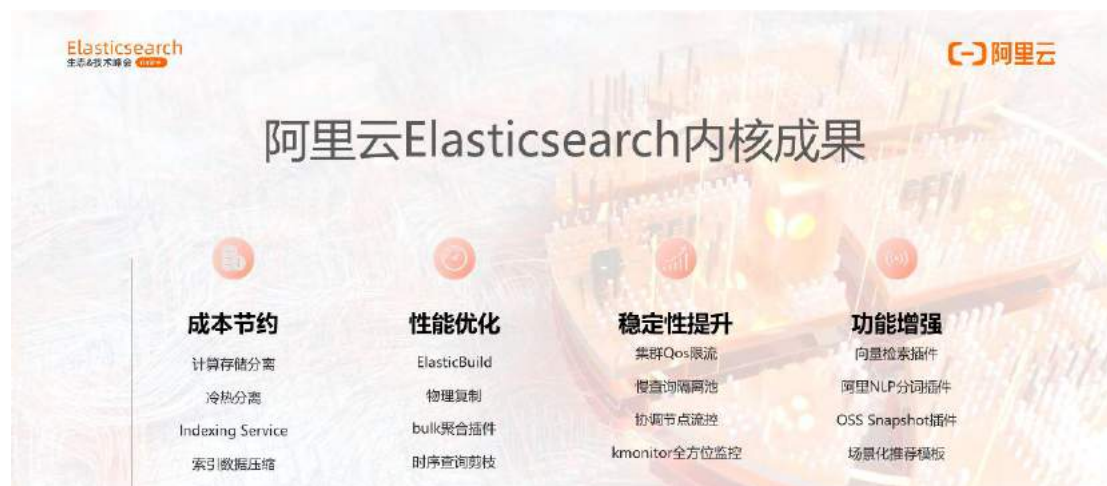 Elasticsearch
生态&技术峰会
阿里云
阿里云Elasticsearch内核成果
成本节约
计算存储分离
冷热分离
Indexing Service
索引数据压缩
性能优化
ElasticBuild
物理复制
bulk聚合插件
时序查询剪枝
稳定性提升
集群Qos限流
慢查询隔离池
协调节点流控
kmonitor全方位监控
功能增强
向量检索插件
阿里NLP分词插件
OSS Snapshot插件
场景化推荐模板